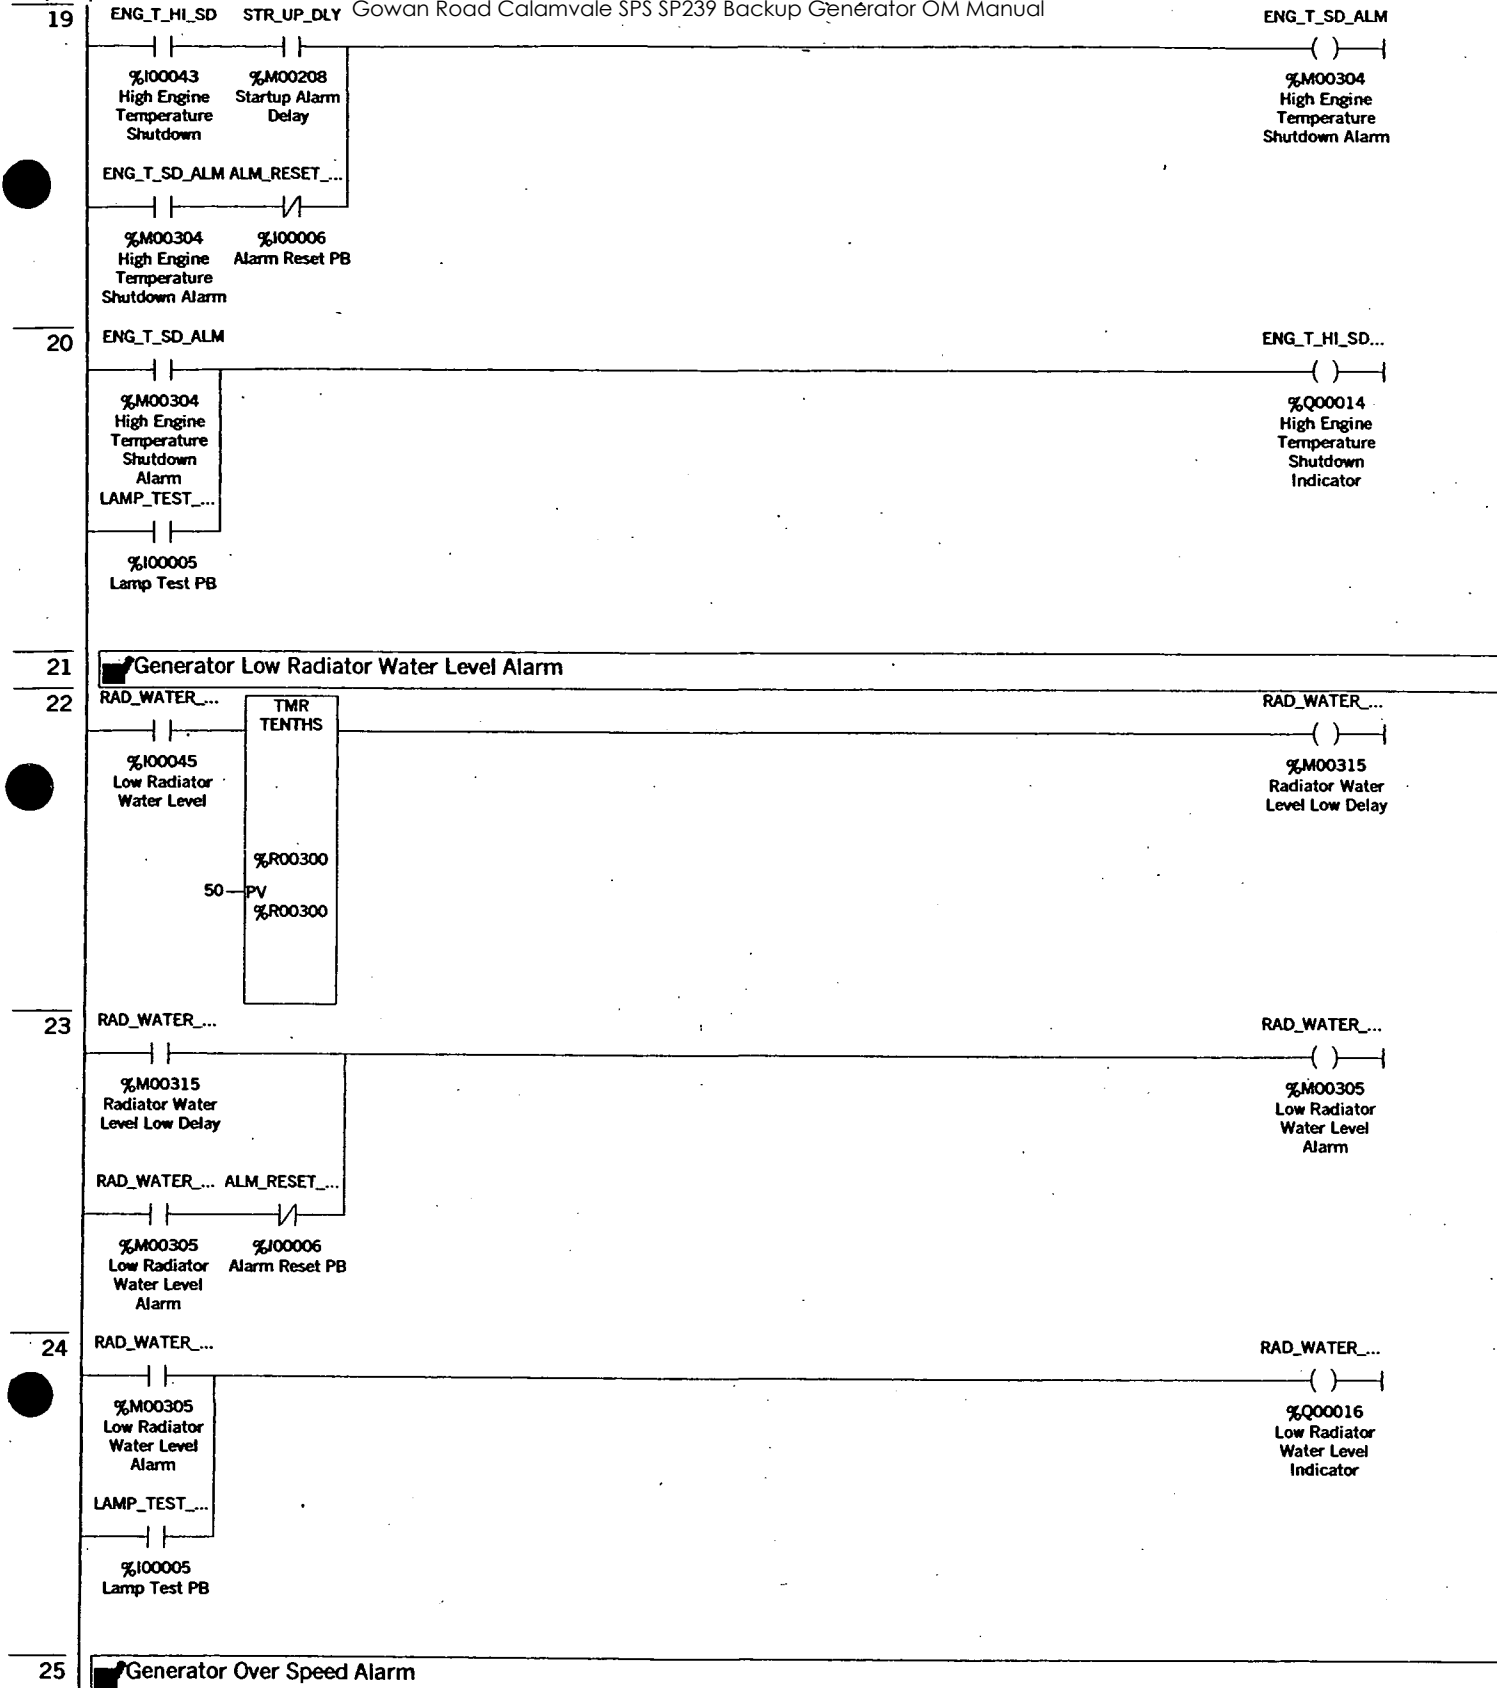 Gowan Road Calamvale SPS SP239 Backup Generator OM Manual
19
ENG_T_HI_SD STR_UP_DLY ENG_T_SD_ALM
%I00043 %M00208 %M00304
High Engine Startup Alarm High Engine
Temperature Delay Temperature
Shutdown Shutdown Alarm
ENG_T_SD_ALM ALM_RESET_...
%M00304 %I00006
High Engine Alarm Reset PB
Temperature
Shutdown Alarm
20
ENG_T_SD_ALM ENG_T_HI_SD...
%M00304 %Q00014
High Engine High Engine
Temperature Temperature
Shutdown Shutdown
Alarm Indicator
LAMP_TEST_...
%I00005
Lamp Test PB
21 Generator Low Radiator Water Level Alarm
22
RAD_WATER_... TMR RAD_WATER_...
TENTHS
%I00045 %M00315
Low Radiator Radiator Water
Water Level Level Low Delay
%R00300
50 PV
%R00300
23
RAD_WATER_... RAD_WATER_...
%M00315 %M00305
Radiator Water Low Radiator
Level Low Delay Water Level
Alarm
RAD_WATER_... ALM_RESET_...
%M00305 %I00006
Low Radiator Alarm Reset PB
Water Level
Alarm
24
RAD_WATER_... RAD_WATER_...
%M00305 %Q00016
Low Radiator Low Radiator
Water Level Water Level
Alarm Indicator
LAMP_TEST_...
%I00005
Lamp Test PB
25 Generator Over Speed Alarm